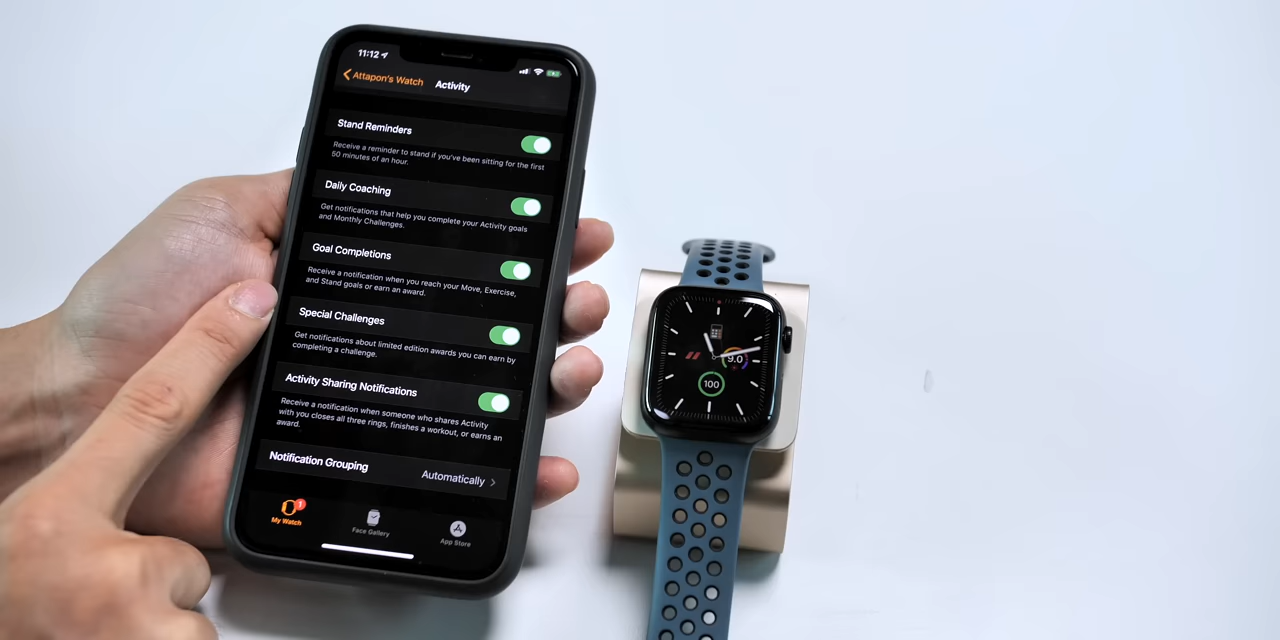 11:12
Attapon's Watch
Activity
Stand Reminders
Receive a reminder to stand if you've been sitting for the first
50 minutes of an hour.
Daily Coaching
Get notifications that help you complete your Activity goals
and Monthly Challenges.
Goal Completions
Receive a notification when you reach your Move, Exercise,
and Stand goals or earn an award.
Special Challenges
Get notifications about limited edition awards you can earn by
completing a challenge.
Activity Sharing Notifications
Receive a notification when someone who shares Activity
with you closes all three rings, finishes a workout, or earns an
award.
Notification Grouping
Automatically
1
My Watch
Face Gallery
App Store
9.0
100